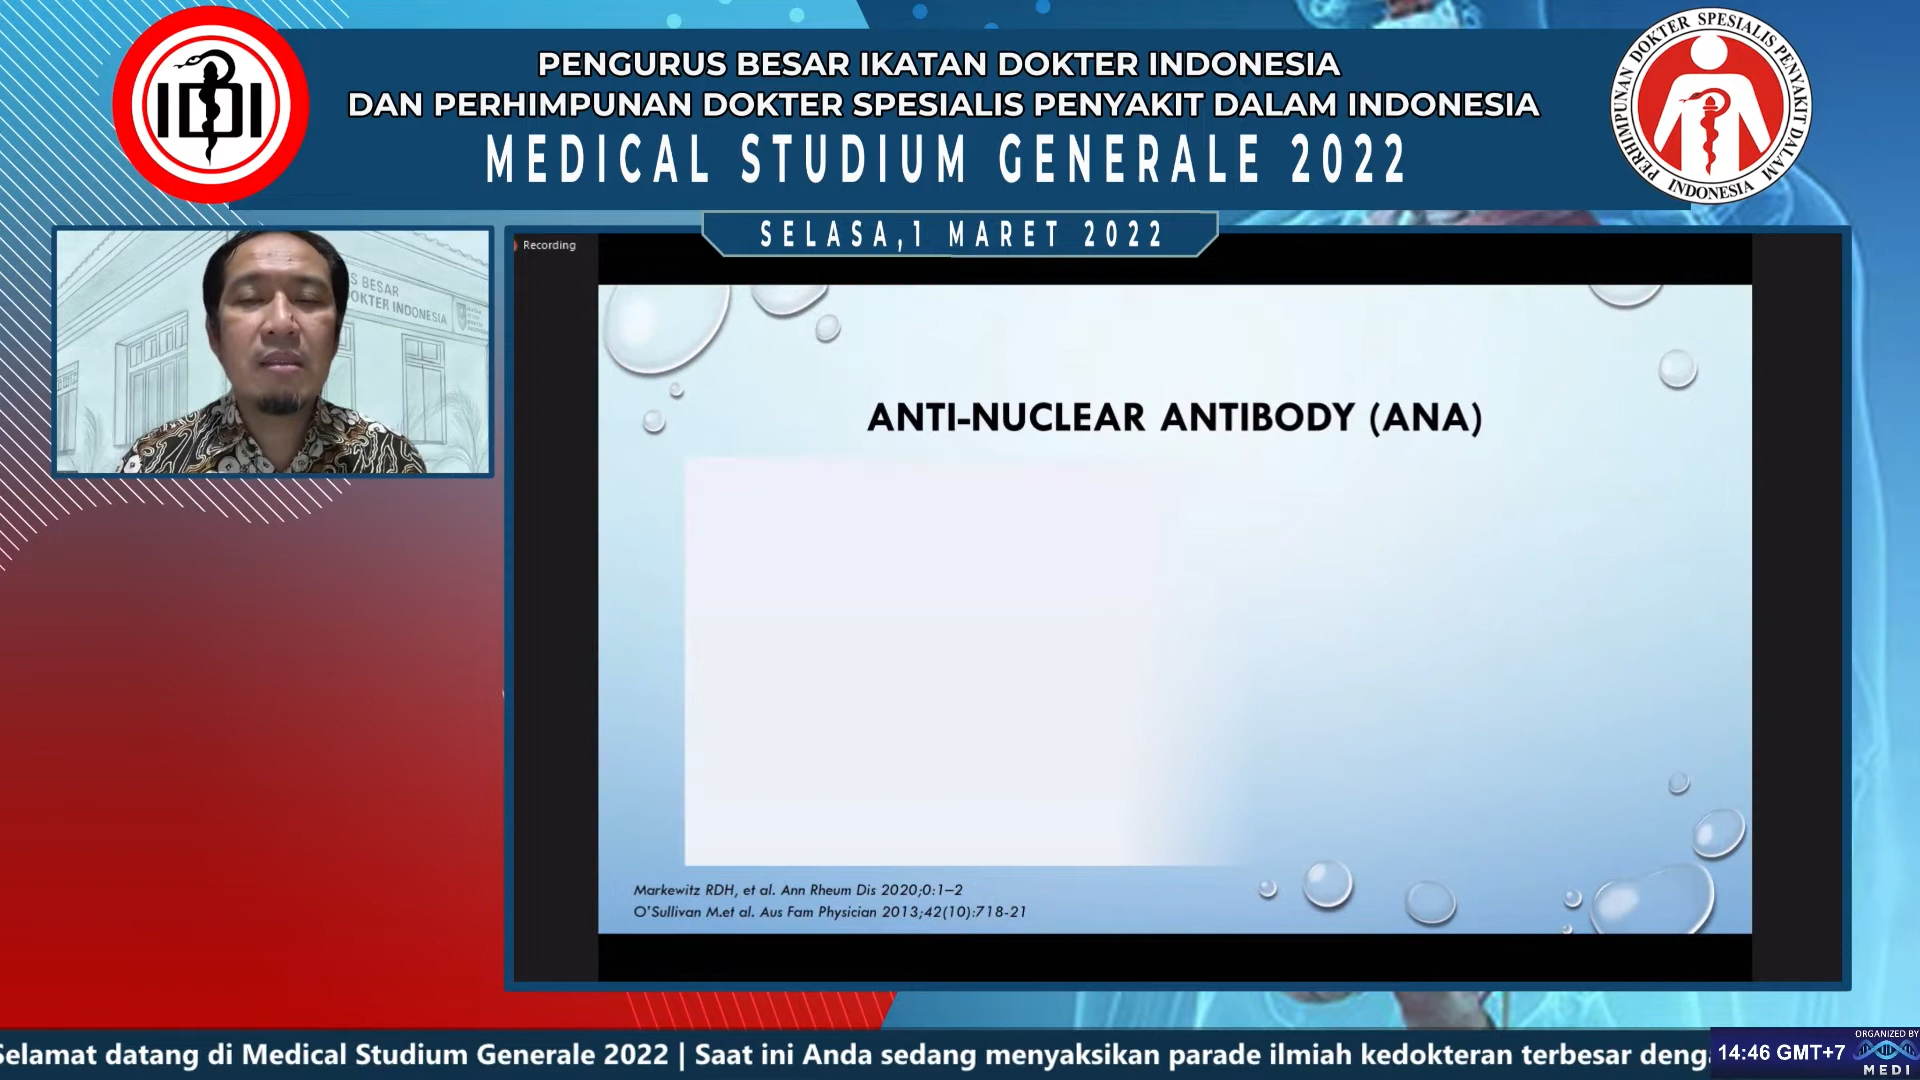 PENGURUS BESAR IKATAN DOKTER INDONESIA
DAN PERHIMPUNAN DOKTER SPESIALIS PENYAKIT DALAM INDONESIA
MEDICAL STUDIUM GENERALE 2022
IDI
PERHIMPUNAN DOKTER SPESIALIS PENYAKIT DALAM
INDONESIA
SELASA,1 MARET 2022
Recording
S BESAR
OKTER INDONESIA
ANTI-NUCLEAR ANTIBODY (ANA)
Markewitz RDH, et al. Ann Rheum Dis 2020;0:1–2
O'Sullivan M.et al. Aus Fam Physician 2013;42(10):718-21
Selamat datang di Medical Studium Generale 2022 | Saat ini Anda sedang menyaksikan parade ilmiah kedokteran terbesar deng
14:46 GMT+7
ORGANIZED BY
MEDI